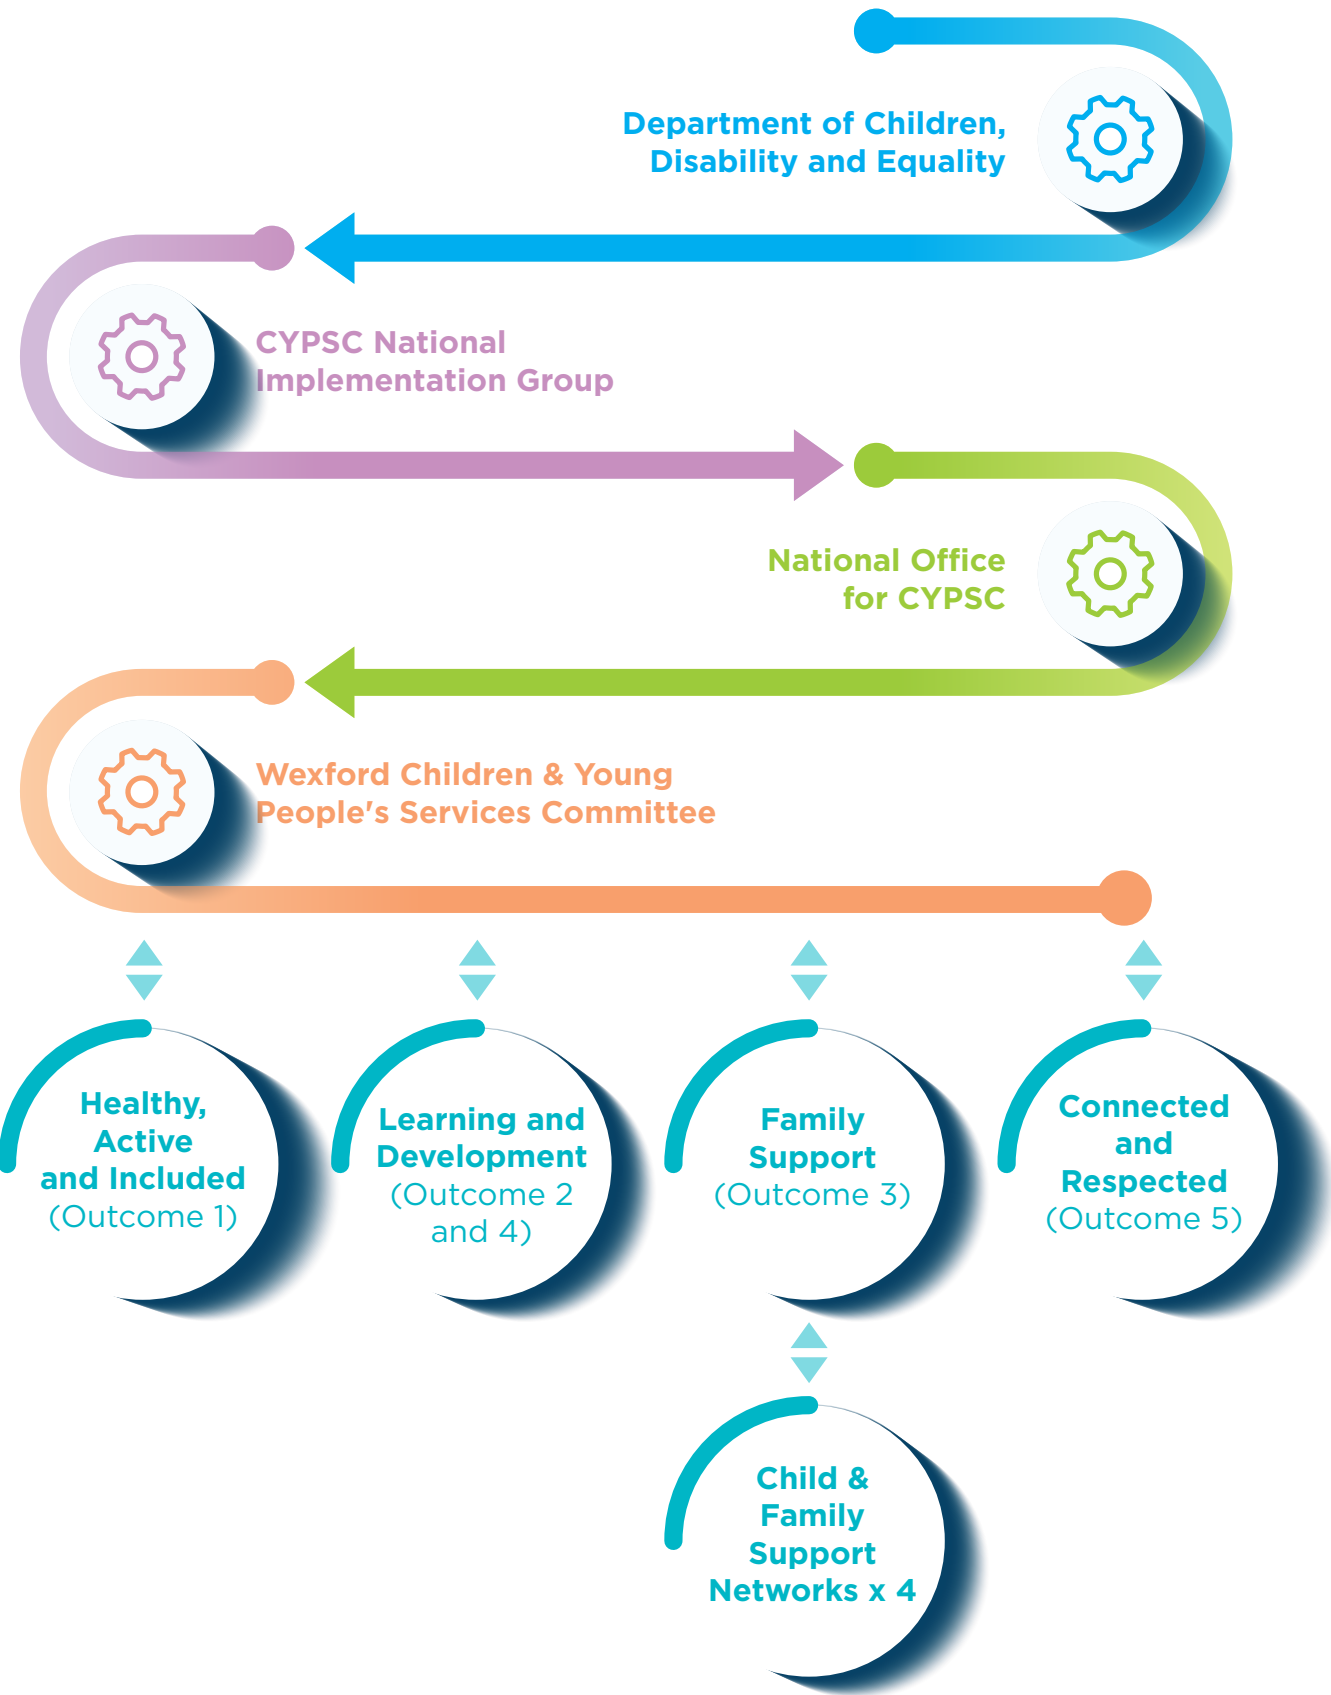 Department of Children,
Disability and Equality
CYPSC National
Implementation Group
National Office
for CYPSC
Wexford Children & Young
People's Services Committee
Healthy,
Active
and Included
(Outcome 1)
Learning and
Development
(Outcome 2
and 4)
Family
Support
(Outcome 3)
Connected
and
Respected
(Outcome 5)
Child &
Family
Support
Networks x 4